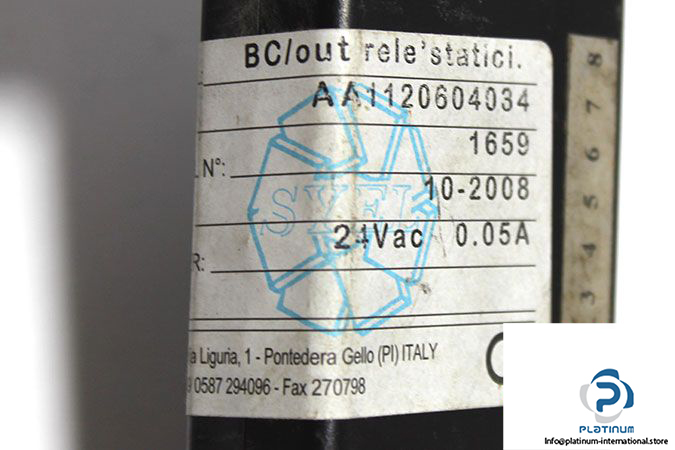 BC/out rele'statici.
AA1120604034
1659
N°:
10-2008
SYEL
24Vac 0.05A
R:
Liguria, 1 - Pontedera Gello (PI) ITALY
0587 294096 - Fax 270798
8
7
6
5
4
3
PLATINUM
Info@platinum-international.store